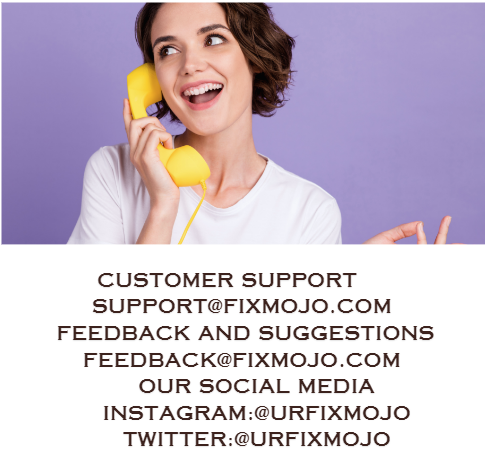 CUSTOMER SUPPORT
SUPPORT@FIXMOJO.COM
FEEDBACK AND SUGGESTIONS
FEEDBACK@FIXMOJO.COM
OUR SOCIAL MEDIA
INSTAGRAM:@URFIXMOJO
TWITTER:@URFIXMOJO